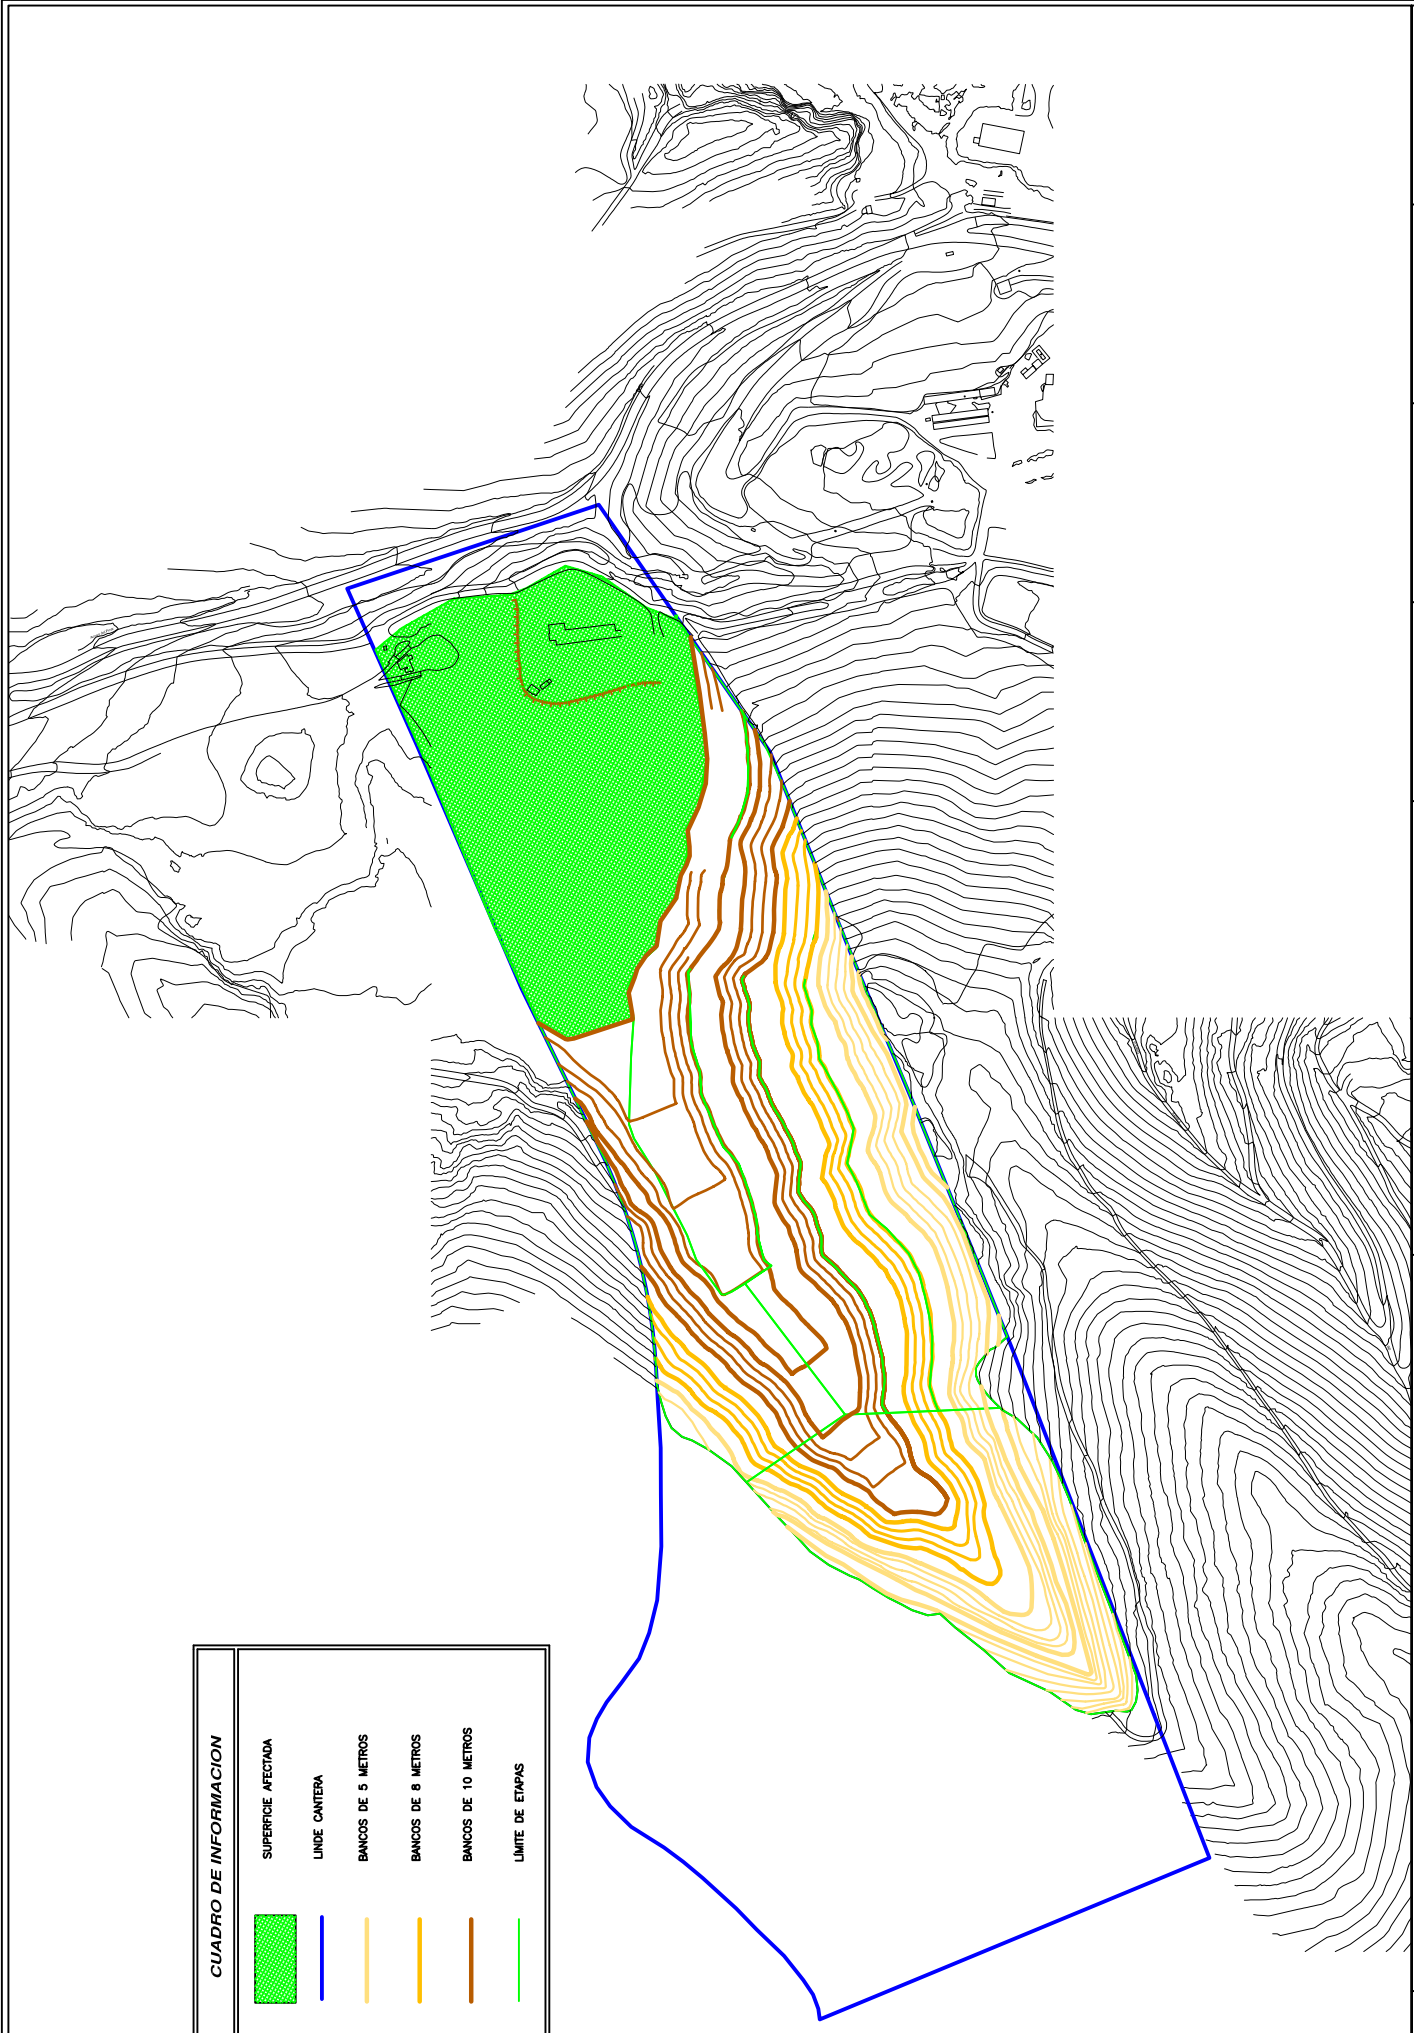 CUADRO DE INFORMACION
SUPERFICIE AFECTADA
LINDE CANTERA
BANCOS DE 5 METROS
BANCOS DE 8 METROS
BANCOS DE 10 METROS
LIMITE DE ETAPAS